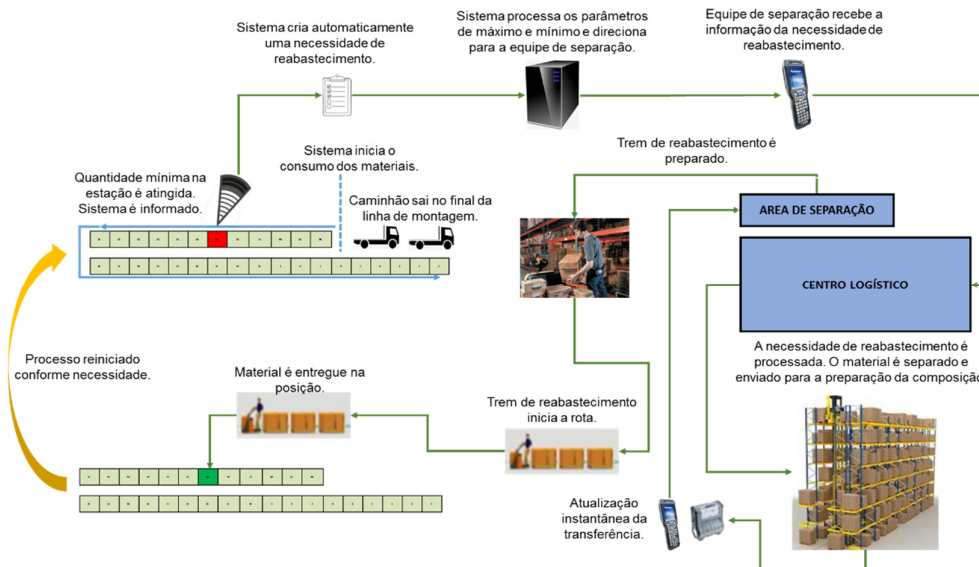 Sistema cria automaticamente
uma necessidade de
reabastecimento.
Sistema processa os parâmetros
de máximo e mínimo e direciona
para a equipe de separação.
Equipe de separação recebe a
informação da necessidade de
reabastecimento.
Quantidade mínima na
estação é atingida.
Sistema é informado.
Sistema inicia o
consumo dos materiais.
Caminhão sai no final da
linha de montagem.
Trem de reabastecimento é
preparado.
AREA DE SEPARAÇÃO
CENTRO LOGÍSTICO
A necessidade de reabastecimento é
processada. O material é separado e
enviado para a preparação da composição
Processo reiniciado
conforme necessidade.
Material é entregue na
posição.
Trem de reabastecimento
inicia a rota.
Atualização
instantânea da
transferência.